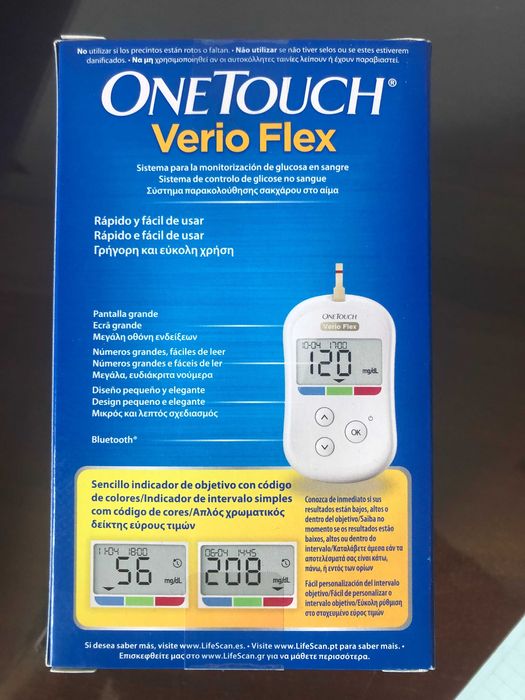 No utilizar si los precintos están rotos o faltan. • Não utilizar se não tiver selos ou se estes estiverem
danificados. • Να μη χρησιμοποιηθεί αν οι αυτοκόλλητες ταινίες λείπουν ή έχουν παραβιαστεί.
ONETOUCH®
Verio Flex
Sistema para la monitorización de glucosa en sangre
Sistema de controlo de glicose no sangue
Σύστημα παρακολούθησης σακχάρου στο αίμα
Rápido y fácil de usar
Rápido e fácil de usar
Γρήγορη και εύκολη χρήση
Pantalla grande
Ecrã grande
Μεγάλη οθόνη ενδείξεων
Números grandes, fáciles de leer
Números grandes e fáceis de ler
Μεγάλα, ευδιάκριτα νούμερα
Diseño pequeño y elegante
Design pequeno e elegante
Μικρός και λεπτός σχεδιασμός
Bluetooth®
ONETOUCH
Verio Flex
10-04 17:00
120
mg/dL
OK
Sencillo indicador de objetivo con código
de colores/Indicador de intervalo simples
com código de cores/Απλός χρωματικός
δείκτης εύρους τιμών
11-04 18:00
56
mg/dL
06-04 14:45
208
mg/dL
Conozca de inmediato si sus
resultados están bajos, altos o
dentro del objetivo/Saiba no
momento se os resultados estão
baixos, altos ou dentro do
intervalo/Καταλάβετε άμεσα εάν τα
αποτελέσματά σας είναι κάτω,
πάνω, ή εντός των ορίων
Fácil personalización del intervalo
objetivo/Fácil de personalizar o
intervalo objetivo/Εύκολη ρύθμιση
στο στοχευμένο εύρος τιμών
Si desea saber más, visite www.LifeScan.es. • Visite www.LifeScan.pt para saber mais. •
Επισκεφθείτε μας στο www.LifeScan.gr για να μάθετε περισσότερα.